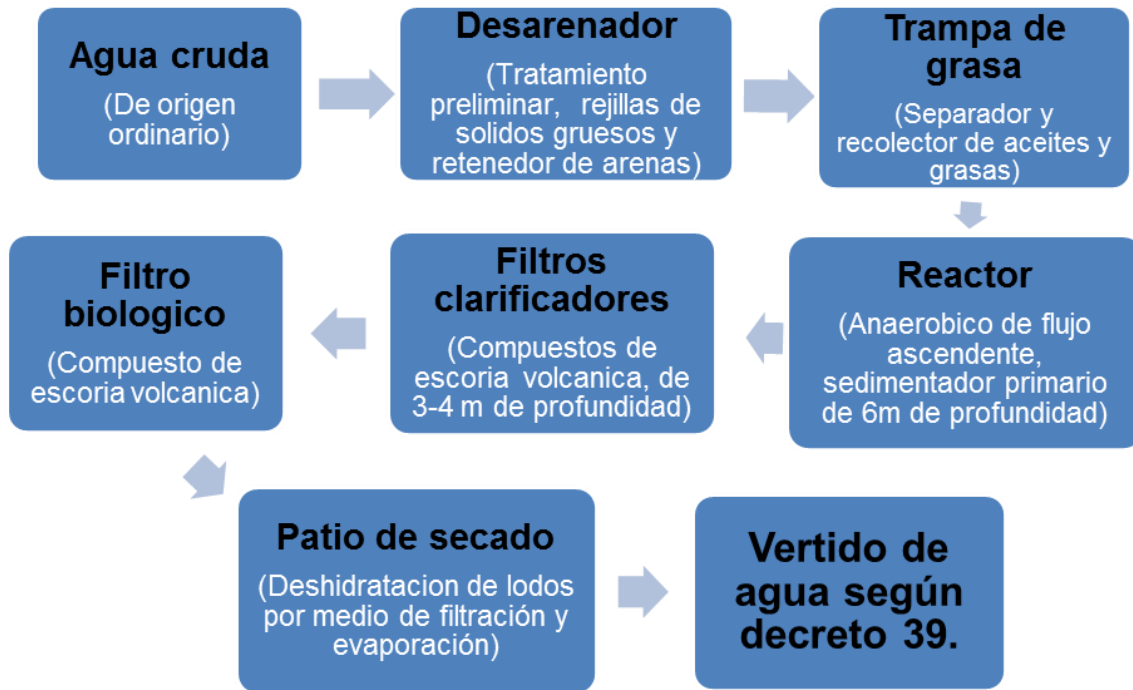 Agua cruda
(De origen
ordinario)
Desarenador
(Tratamiento
preliminar, rejillas de
solidos gruesos y
retenedor de arenas)
Trampa de
grasa
(Separador y
recolector de aceites y
grasas)
Reactor
(Anaerobico de flujo
ascendente,
sedimentador primario
de 6m de profundidad)
Filtros
clarificadores
(Compuestos de
escoria volcanica, de
3-4 m de profundidad)
Filtro
biologico
(Compuesto de
escoria volcanica)
Patio de secado
(Deshidratacion de lodos
por medio de filtración y
evaporación)
Vertido de
agua según
decreto 39.